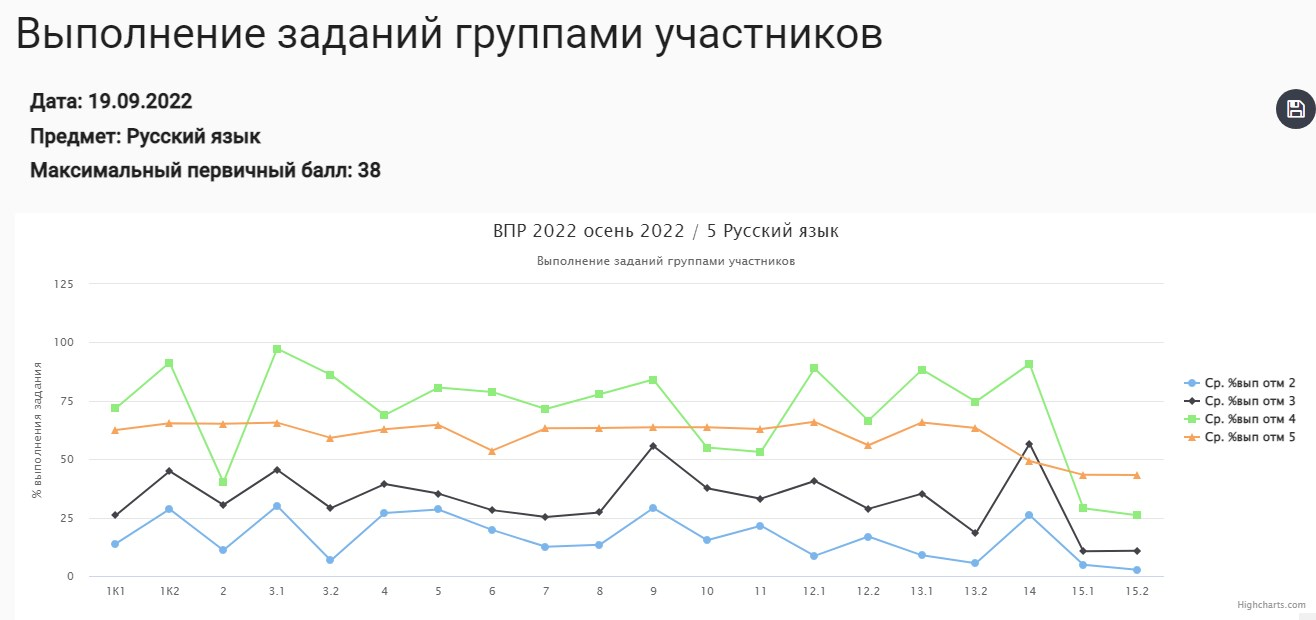 Выполнение заданий группами участников
Дата: 19.09.2022
Предмет: Русский язык
Максимальный первичный балл: 38
ВПР 2022 осень 2022 / 5 Русский язык
Выполнение заданий группами участников
% выполнения задания
125
100
75
50
25
0
1К1 1К2 2 3.1 3.2 4 5 6 7 8 9 10 11 12.1 12.2 13.1 13.2 14 15.1 15.2
Ср. %вып отм 2
Ср. %вып отм 3
Ср. %вып отм 4
Ср. %вып отм 5
Highcharts.com